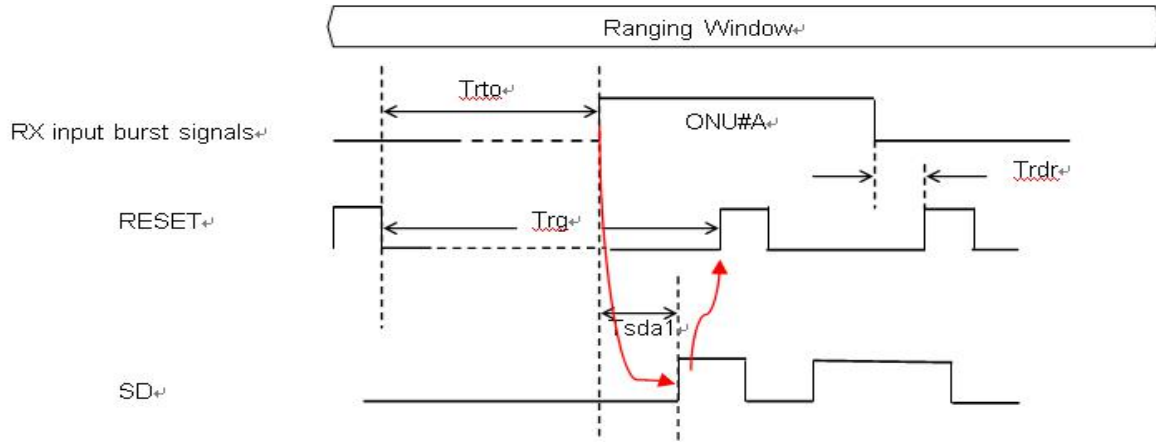 Ranging Window↵
Trto↵
RX input burst signals↵
ONU#A↵
Trdr↵
RESET↵
Trg↵
Tsda1↵
SD↵